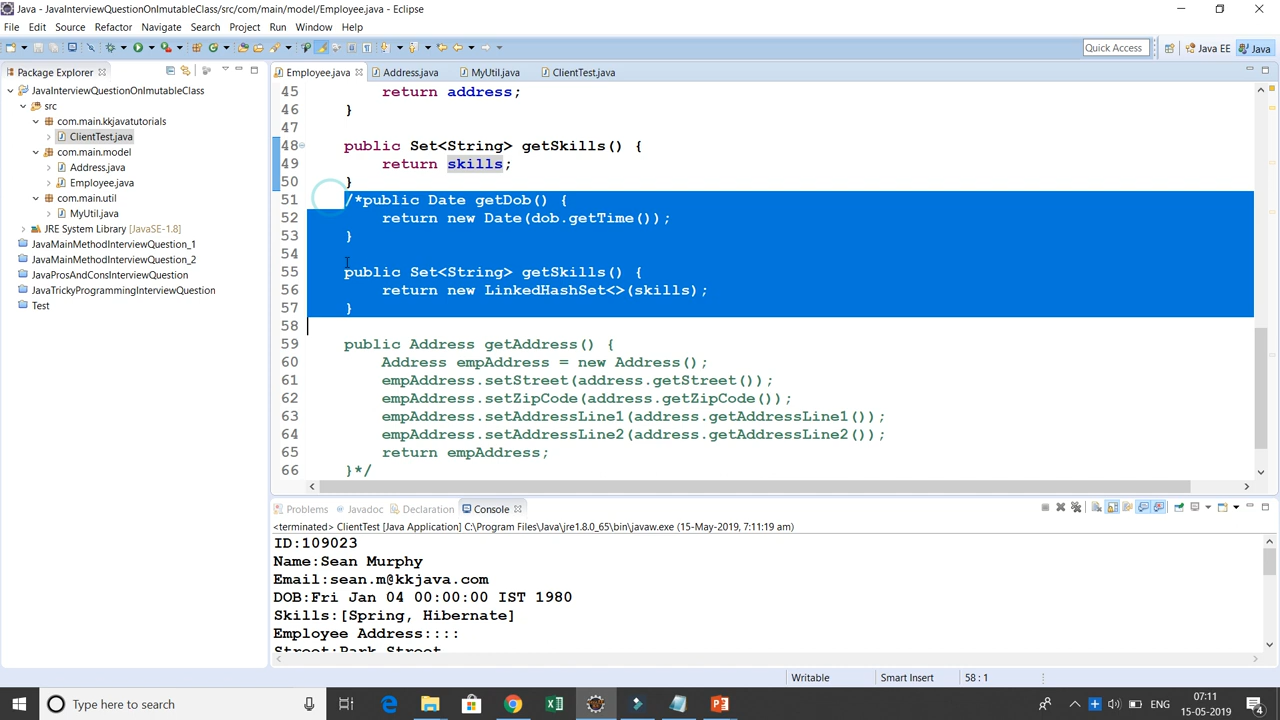 Java - JavaInterviewQuestionOnImutableClass/src/com/main/model/Employee.java - Eclipse
File Edit Source Refactor Navigate Search Project Run Window Help
Quick Access
Java EE
Java
Package Explorer
JavaInterviewQuestionOnImutableClass
src
com.main.kkjavatutorials
ClientTest.java
com.main.model
Address.java
Employee.java
com.main.util
MyUtil.java
JRE System Library [JavaSE-1.8]
JavaMainMethodInterviewQuestion_1
JavaMainMethodInterviewQuestion_2
JavaProsAndConsInterviewQuestion
JavaTrickyProgrammingInterviewQuestion
Test
Employee.java Address.java MyUtil.java ClientTest.java
45 return address;
46 }
47
48 public Set<String> getSkills() {
49 return skills;
50 }
51 /*public Date getDob() {
52 return new Date(dob.getTime());
53 }
54
55 public Set<String> getSkills() {
56 return new LinkedHashSet<>(skills);
57 }
58
59 public Address getAddress() {
60 Address empAddress = new Address();
61 empAddress.setStreet(address.getStreet());
62 empAddress.setZipCode(address.getZipCode());
63 empAddress.setAddressLine1(address.getAddressLine1());
64 empAddress.setAddressLine2(address.getAddressLine2());
65 return empAddress;
66 }*/
Problems Javadoc Declaration Console
<terminated> ClientTest [Java Application] C:\Program Files\Java\jre1.8.0_65\bin\javaw.exe (15-May-2019, 7:11:19 am)
ID:109023
Name:Sean Murphy
Email:sean.m@kkjava.com
DOB:Fri Jan 04 00:00:00 IST 1980
Skills:[Spring, Hibernate]
Employee Address::::
Street:Park Street
Writable Smart Insert 58 : 1
Type here to search
ENG
07:11
15-05-2019
4